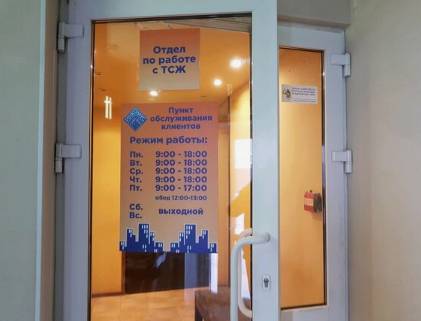 Отдел
по работе
с ТСЖ
Пункт
обслуживания
клиентов
Режим работы:
Пн. 9:00 - 18:00
Вт. 9:00 - 18:00
Ср. 9:00 - 18:00
Чт. 9:00 - 18:00
Пт. 9:00 - 17:00
обед 12:00-13:00
Сб.
Вс. выходной